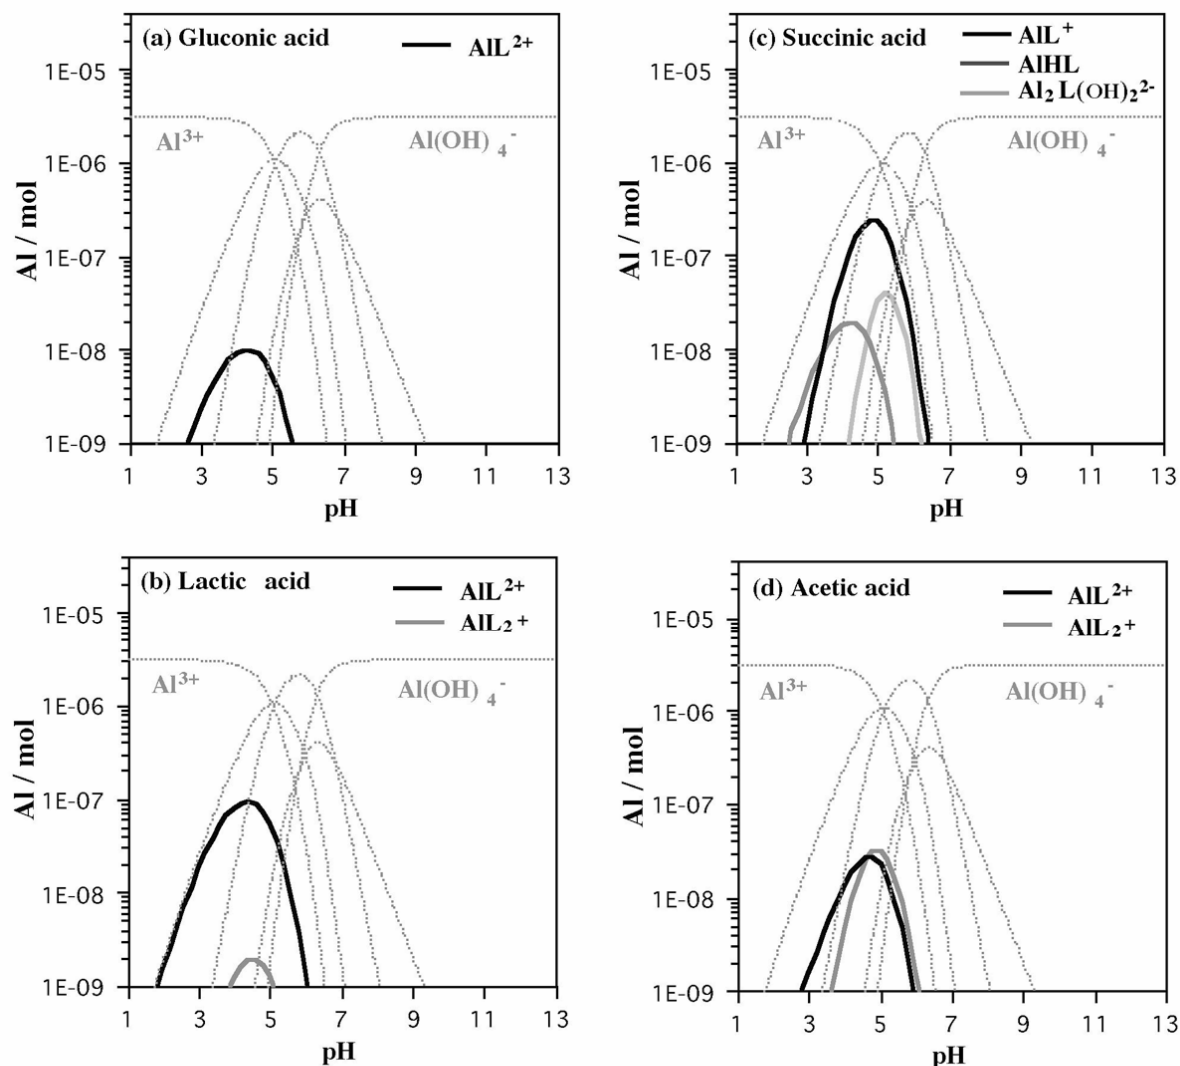 (a) Gluconic acid
AlL²⁺
1E-05
Al³⁺
Al(OH)₄⁻
1E-06
1E-07
1E-08
1E-09
Al / mol
1 3 5 7 9 11 13
pH
(c) Succinic acid
AlL⁺
AlHL
Al₂L(OH)₂²⁻
1E-05
Al³⁺
Al(OH)₄⁻
1E-06
1E-07
1E-08
1E-09
Al / mol
1 3 5 7 9 11 13
pH
(b) Lactic acid
AlL²⁺
AlL₂⁺
1E-05
Al³⁺
Al(OH)₄⁻
1E-06
1E-07
1E-08
1E-09
Al / mol
1 3 5 7 9 11 13
pH
(d) Acetic acid
AlL²⁺
AlL₂⁺
1E-05
Al³⁺
Al(OH)₄⁻
1E-06
1E-07
1E-08
1E-09
Al / mol
1 3 5 7 9 11 13
pH